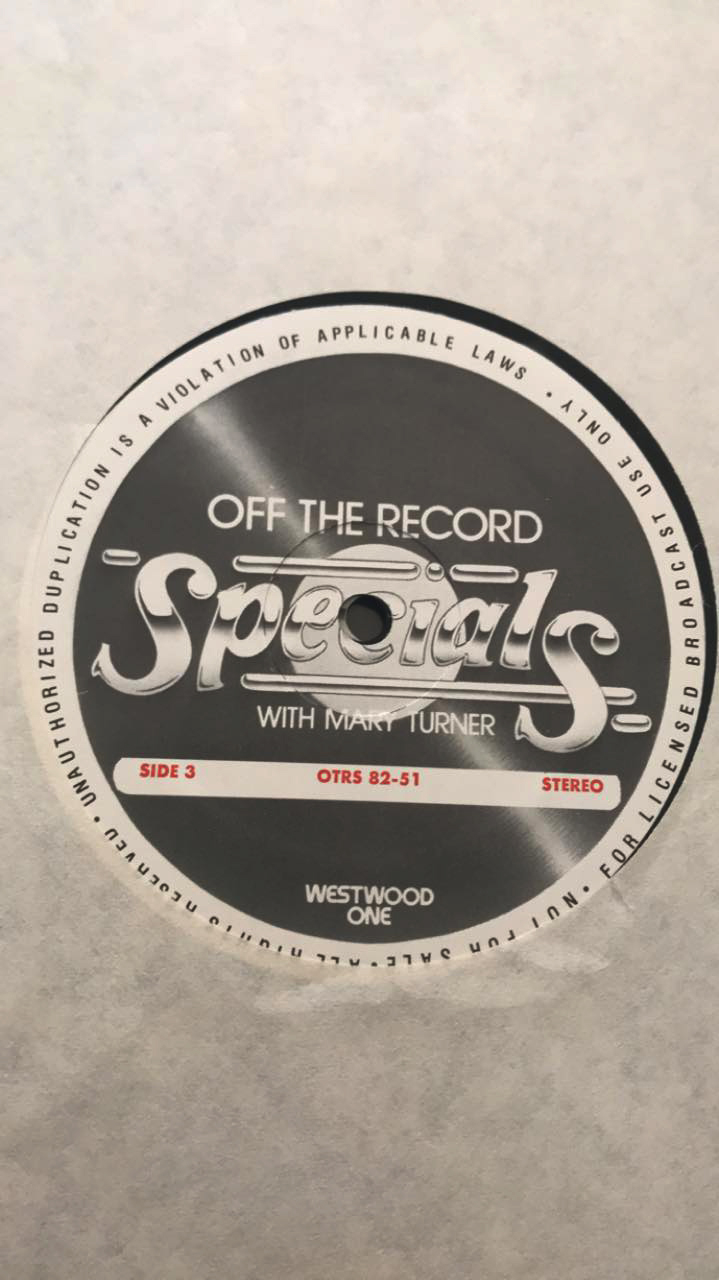 OFF THE RECORD
Specials
WITH MARY TURNER
SIDE 3 OTRS 82-51 STEREO
WESTWOOD
ONE
UNAUTHORIZED DUPLICATION IS A VIOLATION OF APPLICABLE LAWS • FOR LICENSED BROADCAST USE ONLY • NOT FOR SALE • ALL RIGHTS RESERVED •